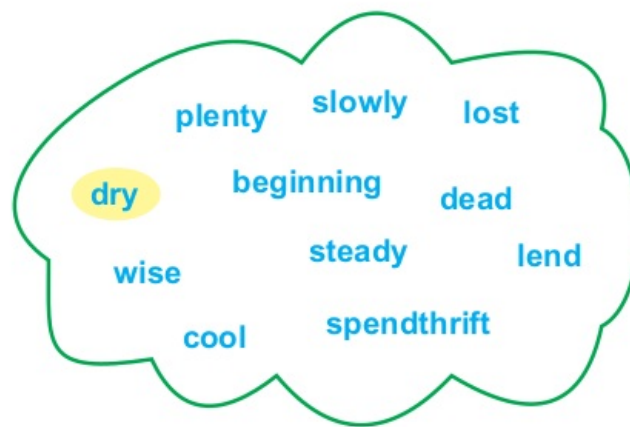 plenty
slowly
lost
dry
beginning
dead
wise
steady
lend
cool
spendthrift